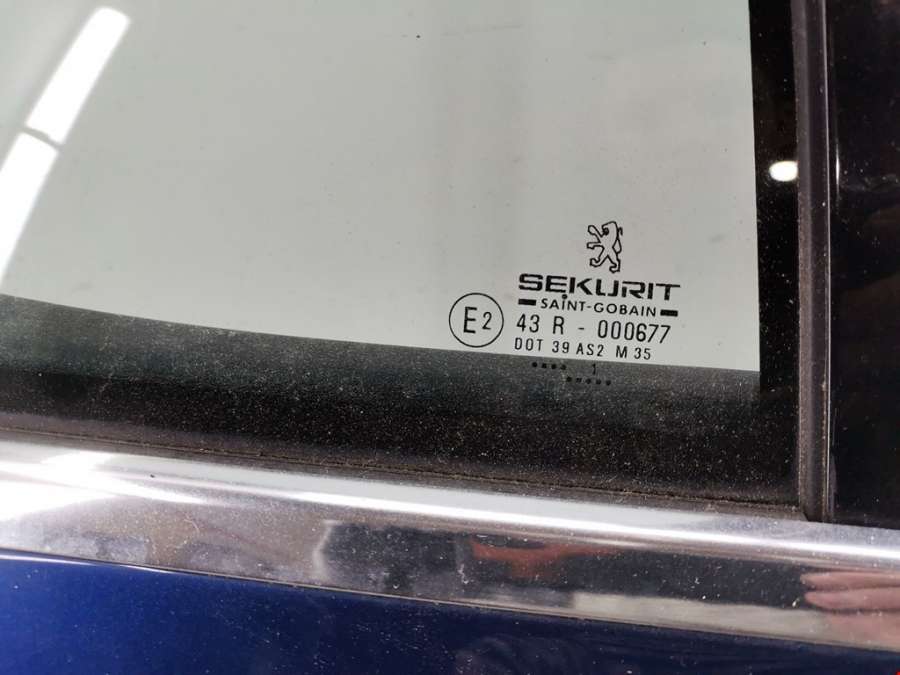 SEKURIT
SAINT-GOBAIN
E2 43 R - 000677
DOT 39 AS2 M 35
1